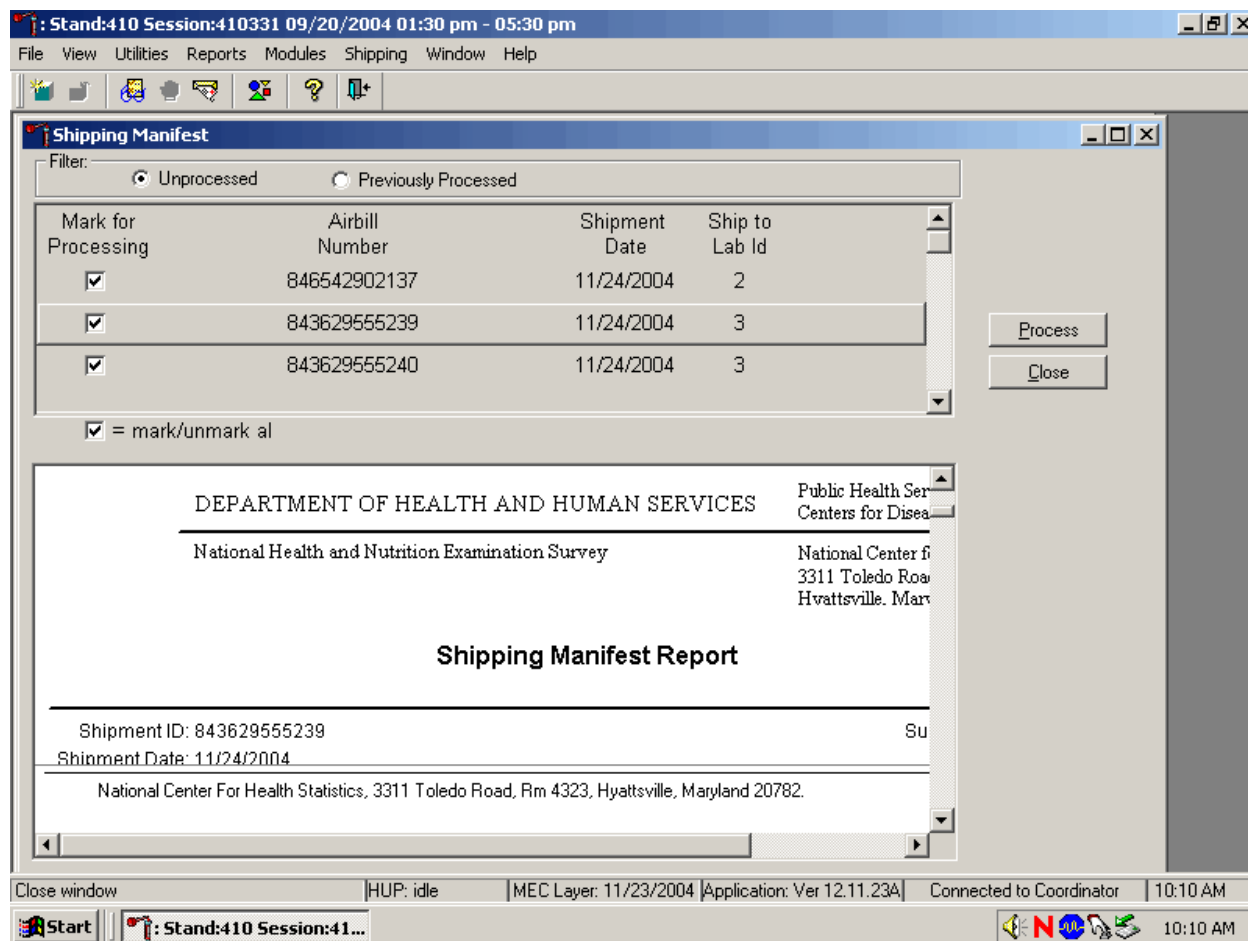 : Stand:410 Session:410331 09/20/2004 01:30 pm - 05:30 pm
File View Utilities Reports Modules Shipping Window Help
Shipping Manifest
Filter:
Unprocessed Previously Processed
Mark for Processing Airbill Number Shipment Date Ship to Lab Id
846542902137 11/24/2004 2
843629555239 11/24/2004 3
843629555240 11/24/2004 3
Process
Close
= mark/unmark al
DEPARTMENT OF HEALTH AND HUMAN SERVICES
Public Health Ser
Centers for Disea
National Health and Nutrition Examination Survey
National Center f
3311 Toledo Roa
Hyattsville, Mary
Shipping Manifest Report
Shipment ID: 843629555239 Su
Shipment Date: 11/24/2004
National Center For Health Statistics, 3311 Toledo Road, Rm 4323, Hyattsville, Maryland 20782.
Close window HUP: idle MEC Layer: 11/23/2004 Application: Ver 12.11.23A Connected to Coordinator 10:10 AM
Start : Stand:410 Session:41... N 10:10 AM